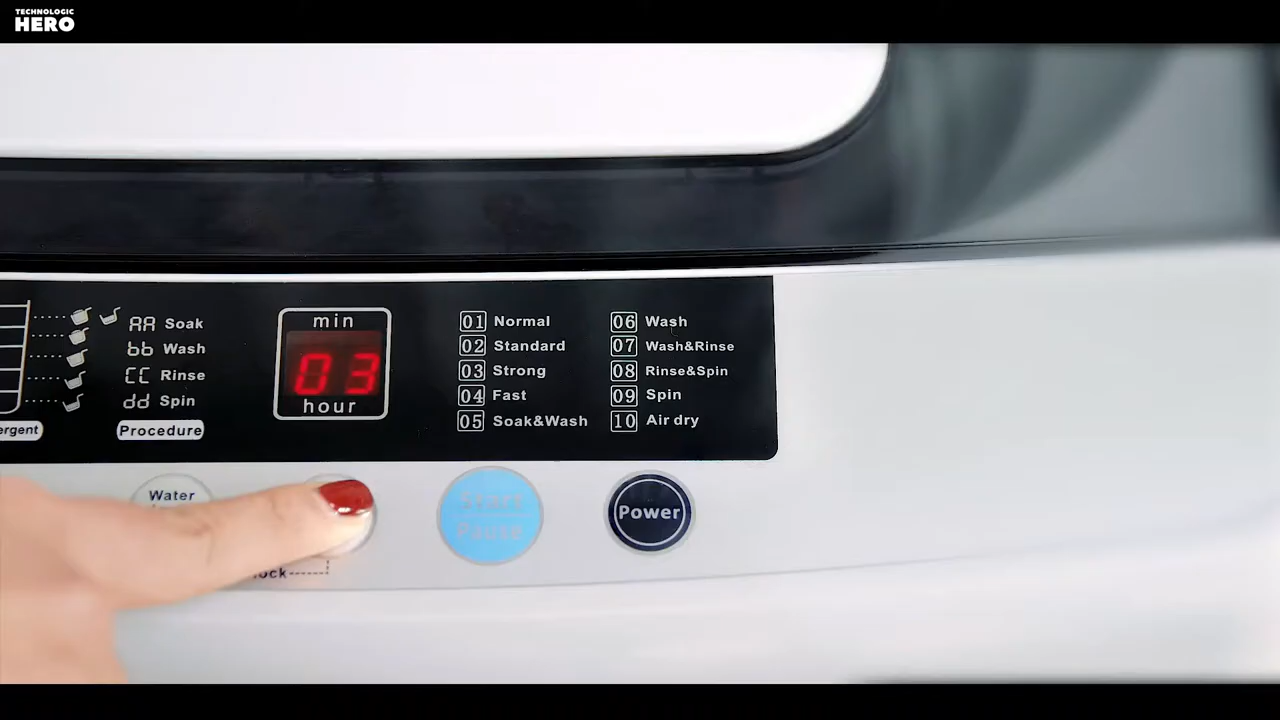 TECHNOLOGIC
HERO
AA Soak
bb Wash
CC Rinse
dd Spin
Procedure
ergent
min
03
hour
01 Normal
02 Standard
03 Strong
04 Fast
05 Soak&Wash
06 Wash
07 Wash&Rinse
08 Rinse&Spin
09 Spin
10 Air dry
Water
Start
Pause
Power
ock